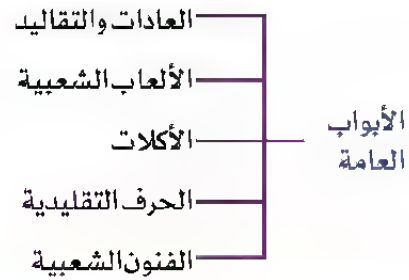 الأبواب
العامة
العادات والتقاليد
الألعاب الشعبية
الأكلات
الحرف التقليدية
الفنون الشعبية